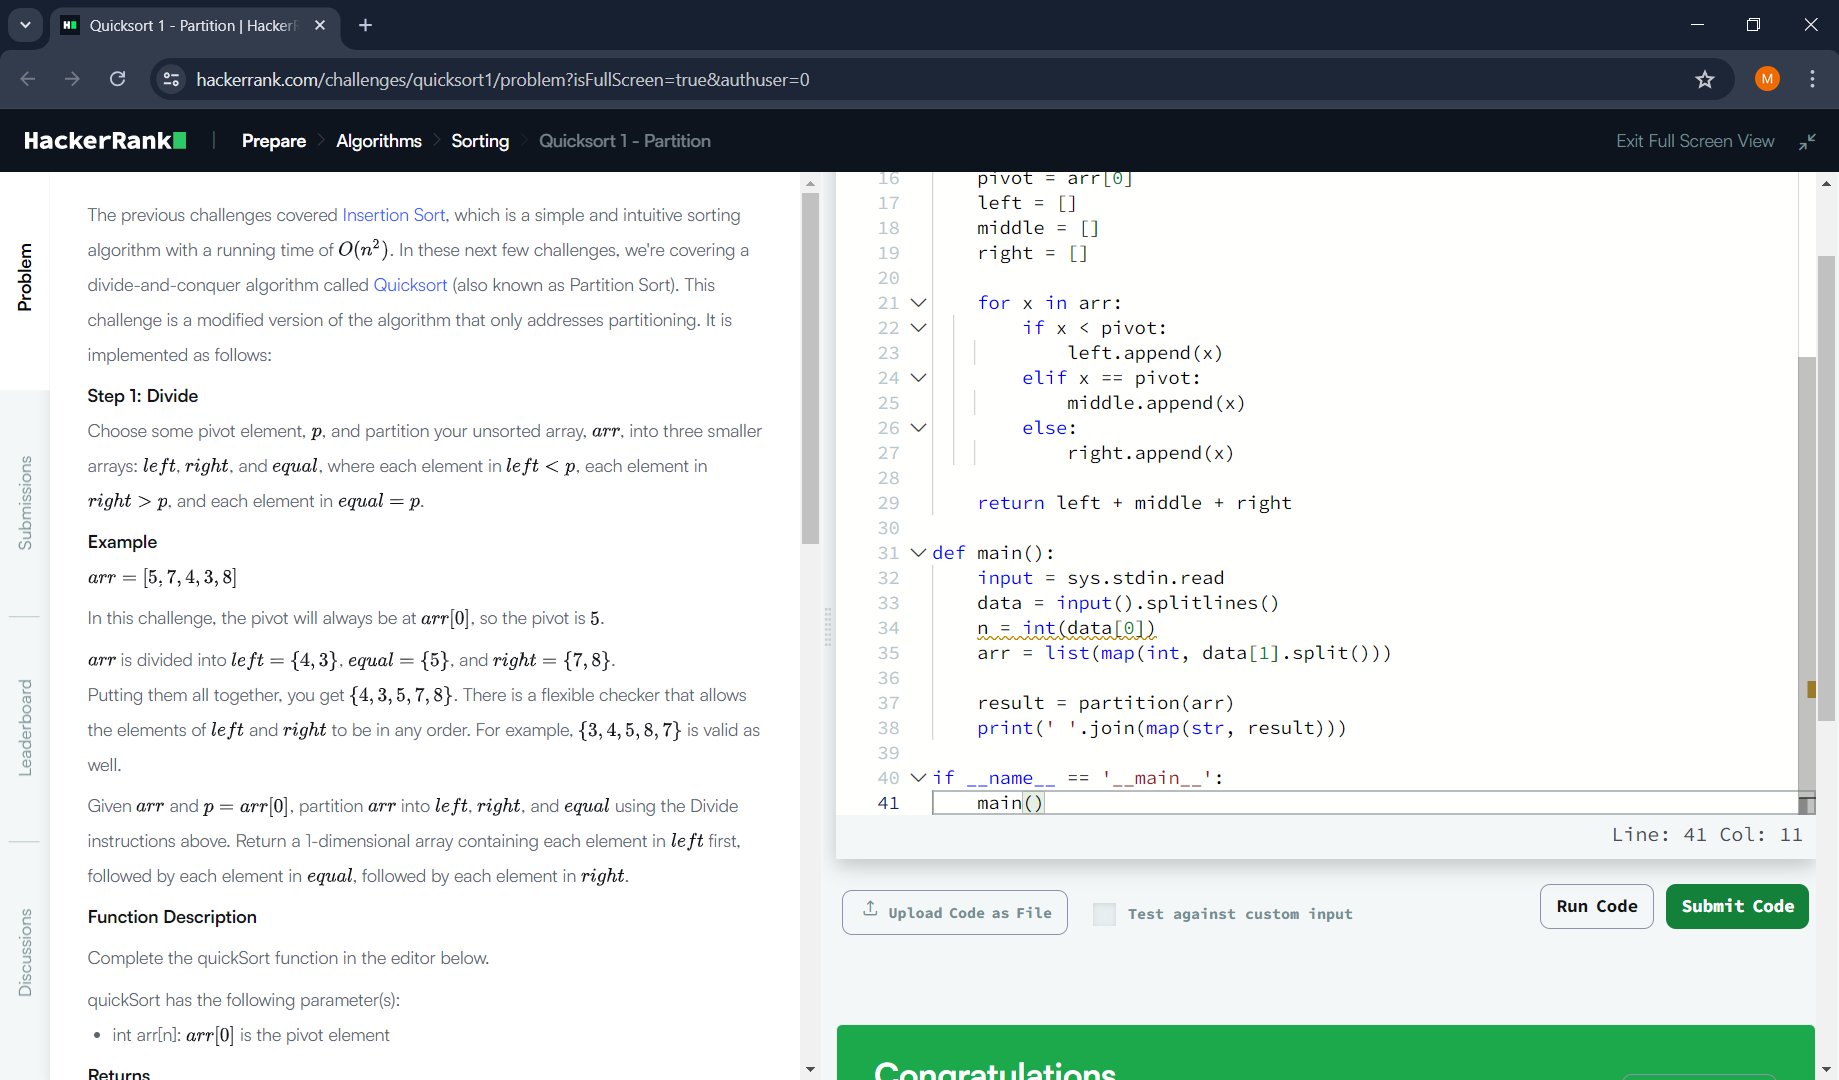 Quicksort 1 - Partition | HackerR
hackerrank.com/challenges/quicksort1/problem?isFullScreen=true&authuser=0
M
HackerRank
Prepare
Algorithms
Sorting
Quicksort 1 - Partition
Exit Full Screen View
Problem
Submissions
Leaderboard
Discussions
The previous challenges covered Insertion Sort, which is a simple and intuitive sorting
algorithm with a running time of O(n²). In these next few challenges, we're covering a
divide-and-conquer algorithm called Quicksort (also known as Partition Sort). This
challenge is a modified version of the algorithm that only addresses partitioning. It is
implemented as follows:
Step 1: Divide
Choose some pivot element, p, and partition your unsorted array, arr, into three smaller
arrays: left, right, and equal, where each element in left < p, each element in
right > p, and each element in equal = p.
Example
arr = [5, 7, 4, 3, 8]
In this challenge, the pivot will always be at arr[0], so the pivot is 5.
arr is divided into left = {4, 3}, equal = {5}, and right = {7, 8}.
Putting them all together, you get {4, 3, 5, 7, 8}. There is a flexible checker that allows
the elements of left and right to be in any order. For example, {3, 4, 5, 8, 7} is valid as
well.
Given arr and p = arr[0], partition arr into left, right, and equal using the Divide
instructions above. Return a 1-dimensional array containing each element in left first,
followed by each element in equal, followed by each element in right.
Function Description
Complete the quickSort function in the editor below.
quickSort has the following parameter(s):
• int arr[n]: arr[0] is the pivot element
Returns
16 pivot = arr[0]
17 left = []
18 middle = []
19 right = []
20
21 for x in arr:
22 if x < pivot:
23 left.append(x)
24 elif x == pivot:
25 middle.append(x)
26 else:
27 right.append(x)
28
29 return left + middle + right
30
31 def main():
32 input = sys.stdin.read
33 data = input().splitlines()
34 n = int(data[0])
35 arr = list(map(int, data[1].split()))
36
37 result = partition(arr)
38 print(' '.join(map(str, result)))
39
40 if __name__ == '__main__':
41 main()
Line: 41 Col: 11
Upload Code as File
Test against custom input
Run Code
Submit Code
Congratulations